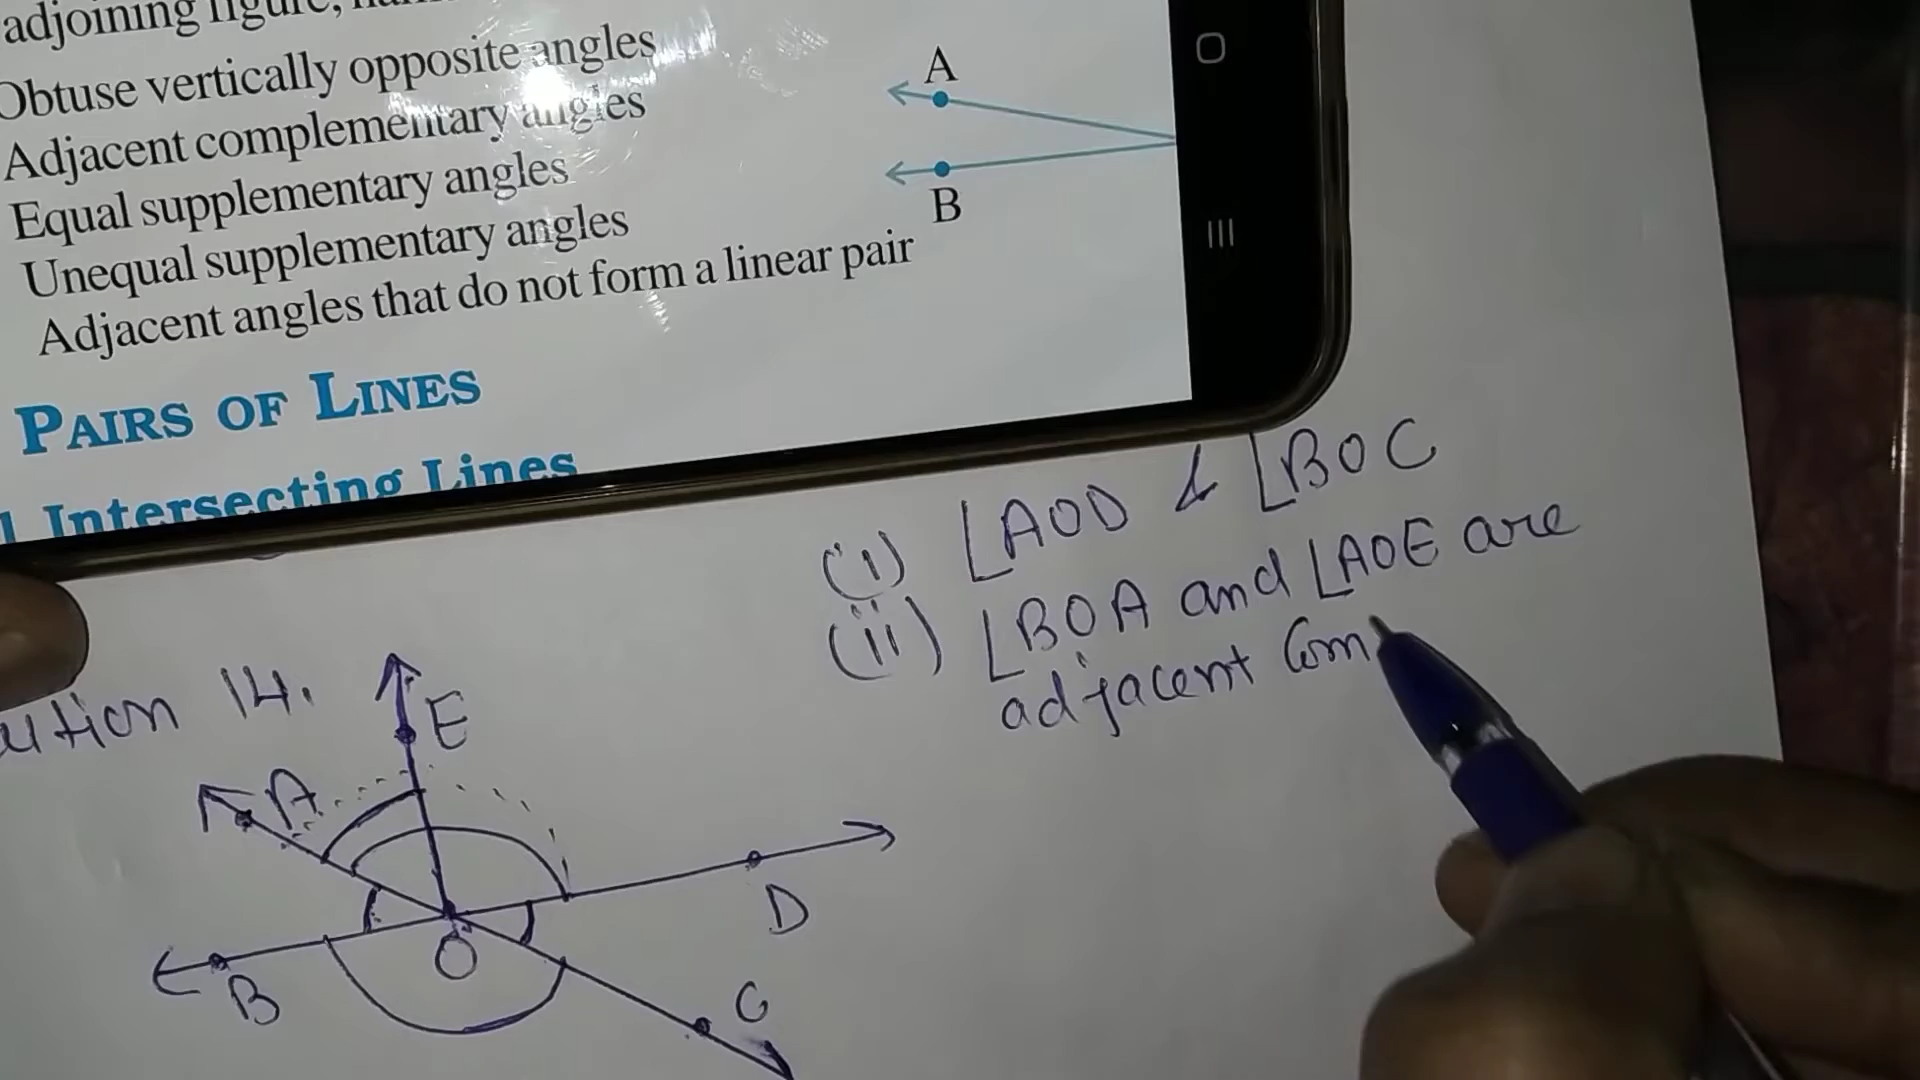 adjoining figure,
Obtuse vertically opposite angles
Adjacent complementary angles
Equal supplementary angles
Unequal supplementary angles
Adjacent angles that do not form a linear pair
A
B
PAIRS OF LINES
Intersecting Lines
(i) ∠AOD & ∠BOC
(ii) ∠BOA and ∠AOE are
adjacent Com
ution 14.
E
A
D
O
B
C